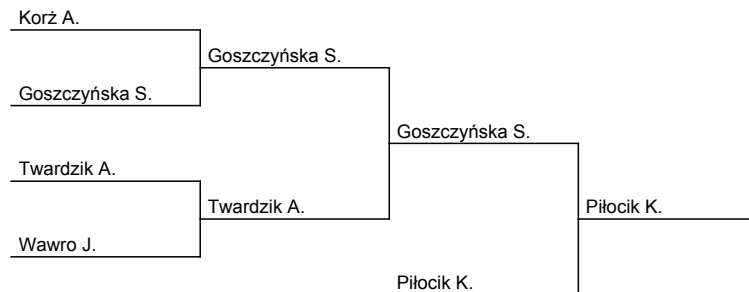 Korż A.
Goszczyńska S.
Goszczyńska S.
Goszczyńska S.
Twardzik A.
Twardzik A.
Piłocik K.
Wawro J.
Piłocik K.